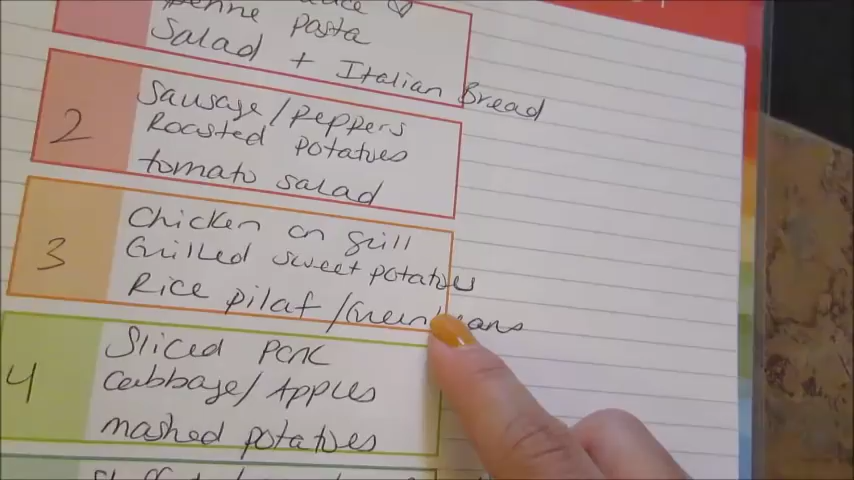 Penne Pasta
Salad + Italian Bread
2
Sausage/Peppers
Roasted potatoes
tomato salad
3
Chicken on grill
Grilled sweet potatoes
Rice pilaf/Green
4
Sliced Pork
Cabbage/Apples
mashed potatoes